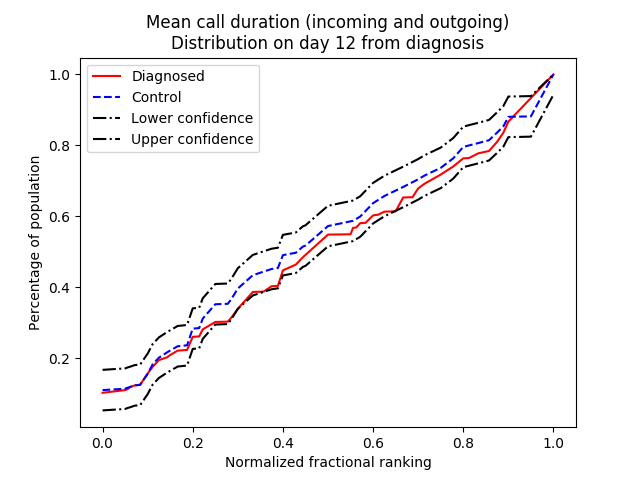 Mean call duration (incoming and outgoing)
Distribution on day 12 from diagnosis
Diagnosed
Control
Lower confidence
Upper confidence
Percentage of population
1.0
0.8
0.6
0.4
0.2
0.0 0.2 0.4 0.6 0.8 1.0
Normalized fractional ranking